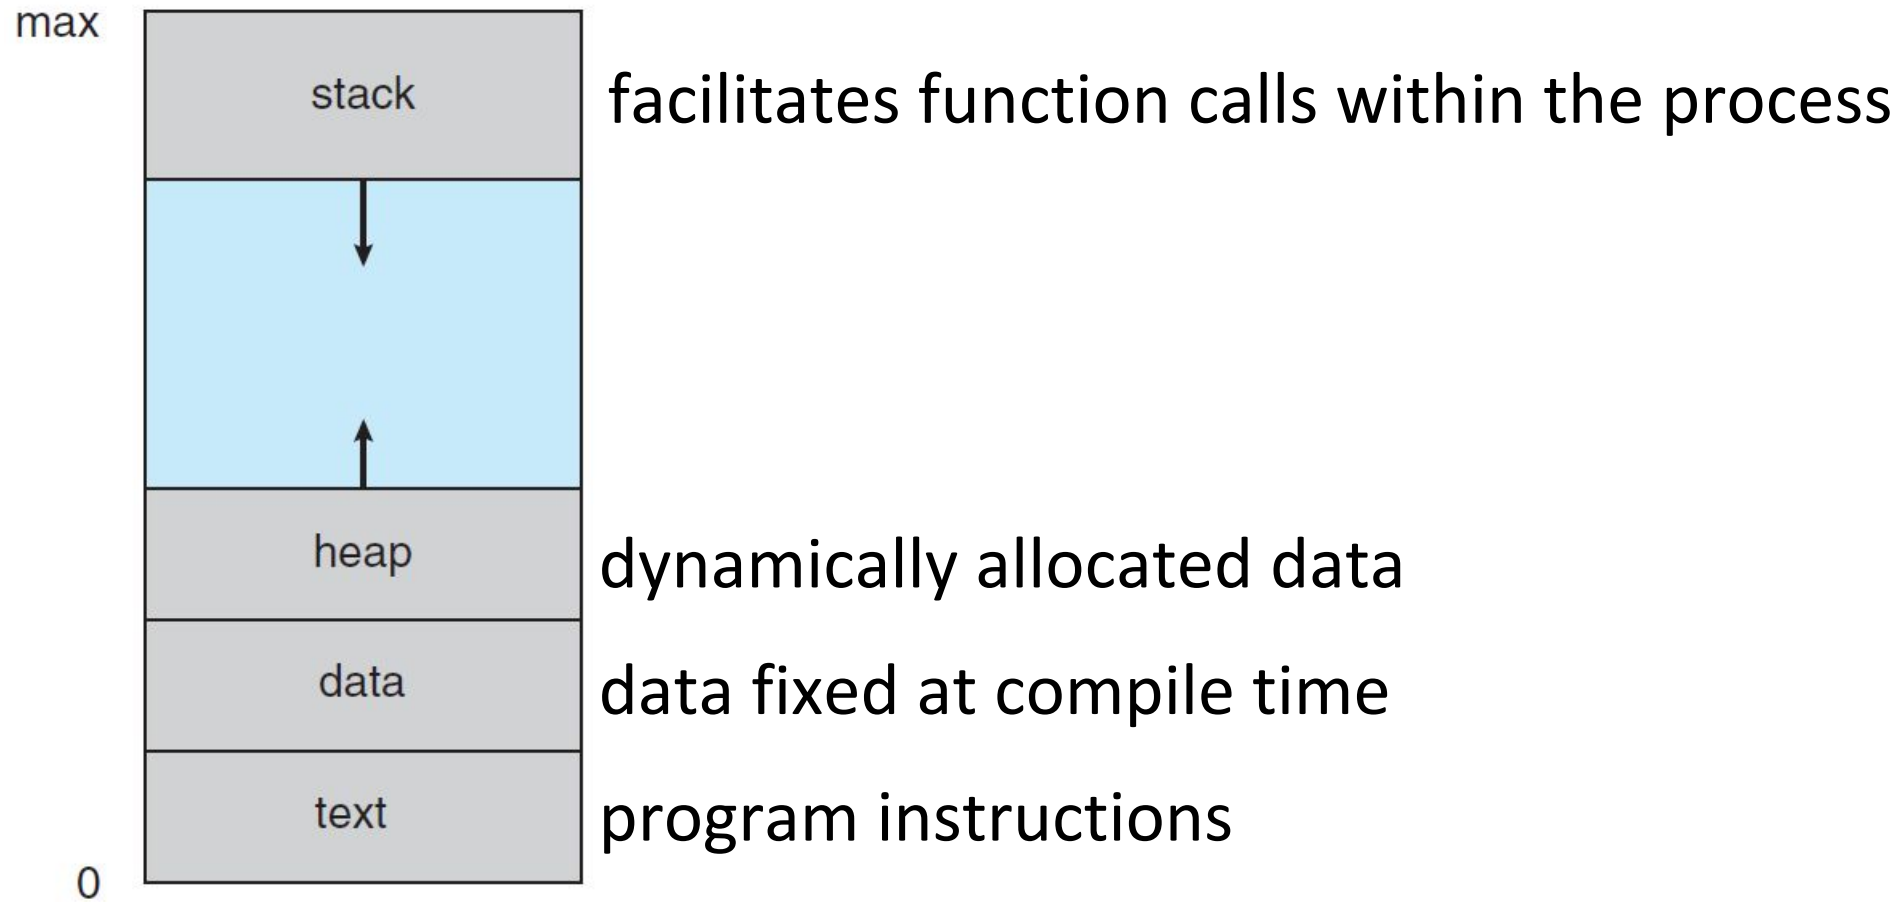 max
stack
facilitates function calls within the process
heap
dynamically allocated data
data
data fixed at compile time
text
program instructions
0